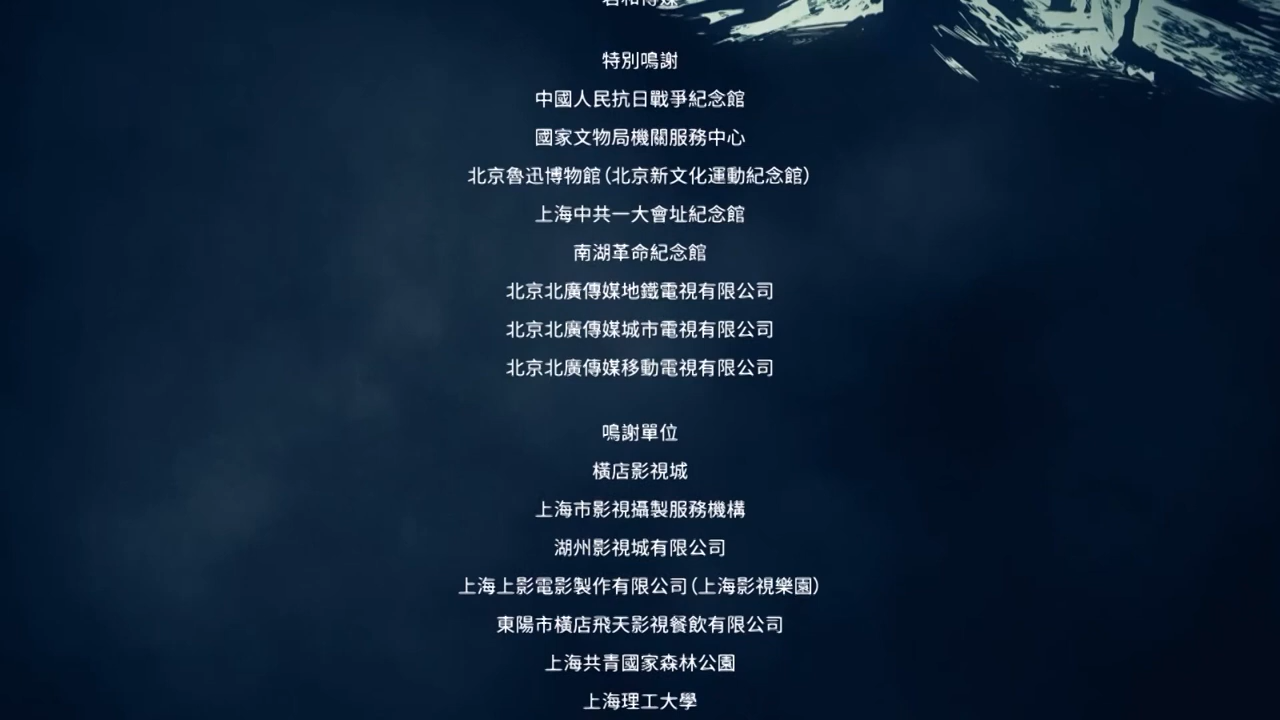 特別鳴謝
中國人民抗日戰爭紀念館
國家文物局機關服務中心
北京魯迅博物館(北京新文化運動紀念館)
上海中共一大會址紀念館
南湖革命紀念館
北京北廣傳媒地鐵電視有限公司
北京北廣傳媒城市電視有限公司
北京北廣傳媒移動電視有限公司
鳴謝單位
橫店影視城
上海市影視攝製服務機構
湖州影視城有限公司
上海上影電影製作有限公司(上海影視樂園)
東陽市橫店飛天影視餐飲有限公司
上海共青國家森林公園
上海理工大學